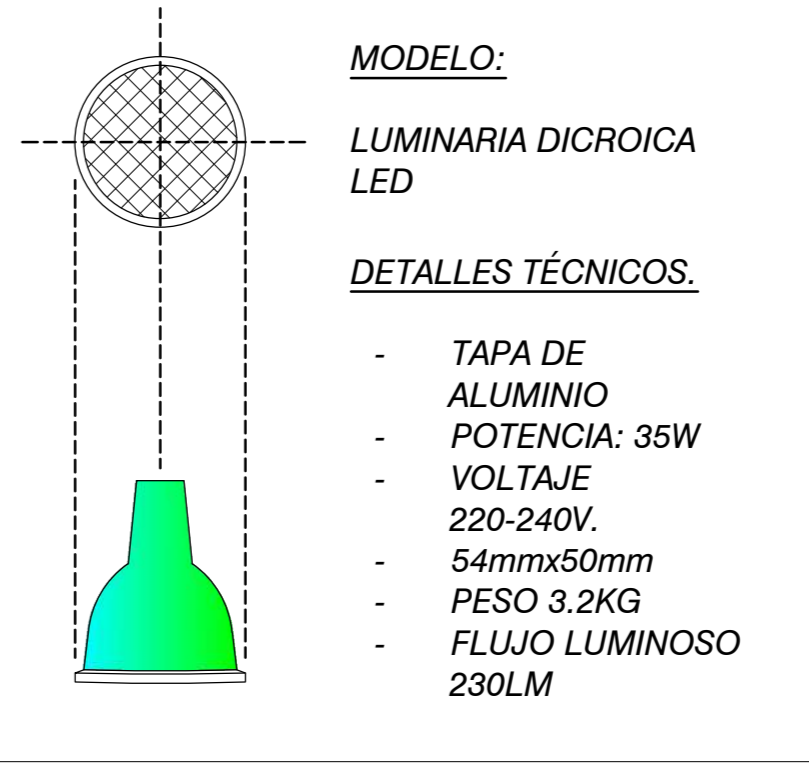 MODELO:
LUMINARIA DICROICA
LED
DETALLES TÉCNICOS.
- TAPA DE
ALUMINIO
- POTENCIA: 35W
- VOLTAJE
220-240V.
- 54mmx50mm
- PESO 3.2KG
- FLUJO LUMINOSO
230LM